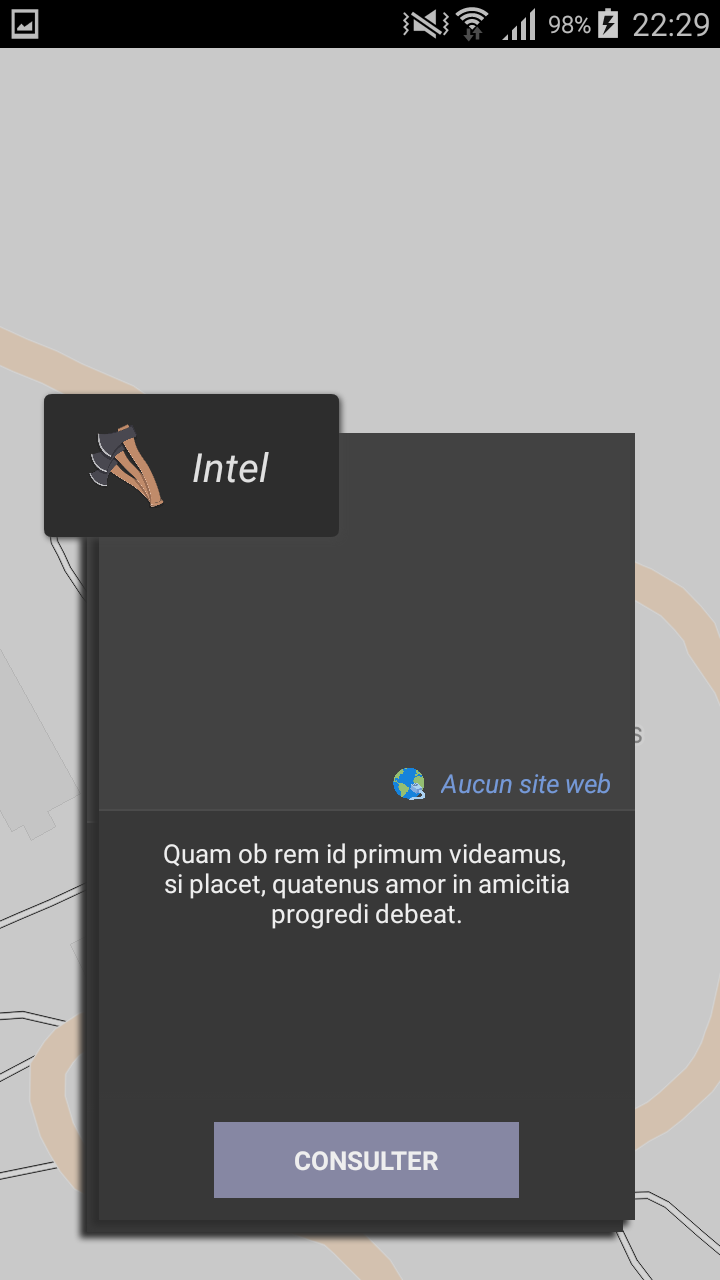 98% 22:29
Intel
s
Aucun site web
Quam ob rem id primum videamus,
si placet, quatenus amor in amicitia
progredi debeat.
CONSULTER